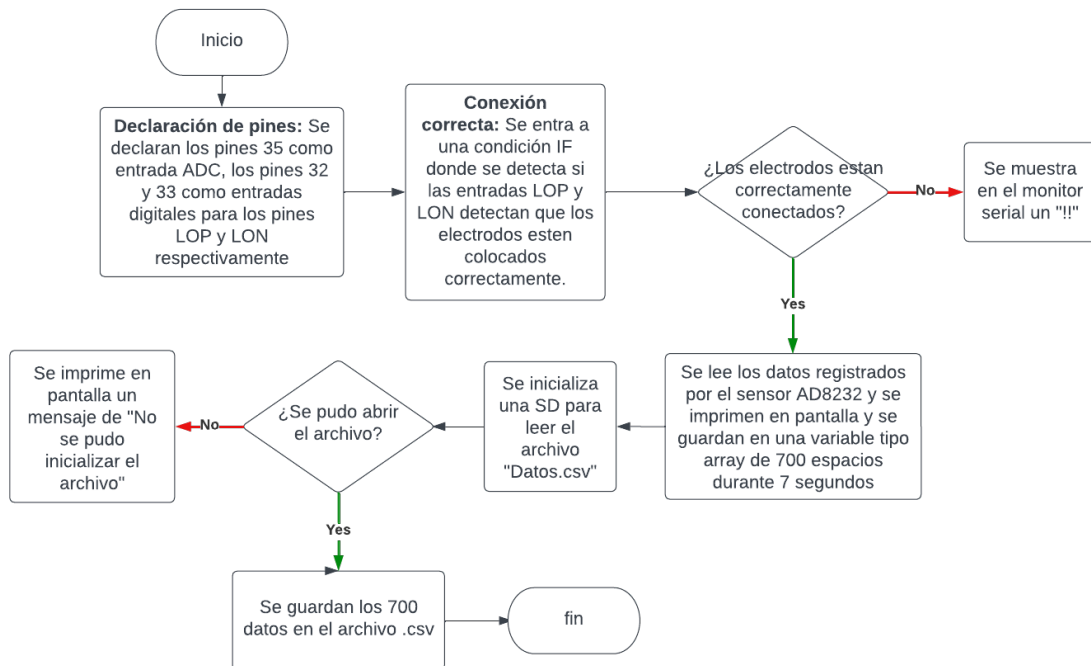 Inicio
Declaración de pines: Se
declaran los pines 35 como
entrada ADC, los pines 32
y 33 como entradas
digitales para los pines
LOP y LON
respectivamente
Conexión
correcta: Se entra a
una condición IF
donde se detecta si
las entradas LOP y
LON detectan que los
electrodos esten
colocados
correctamente.
¿Los electrodos estan
correctamente
conectados?
No
Se muestra
en el monitor
serial un "!!"
Yes
Se lee los datos registrados
por el sensor AD8232 y se
imprimen en pantalla y se
guardan en una variable tipo
array de 700 espacios
durante 7 segundos
Se inicializa
una SD para
leer el
archivo
"Datos.csv"
¿Se pudo abrir
el archivo?
No
Se imprime en
pantalla un
mensaje de "No
se pudo
inicializar el
archivo"
Yes
Se guardan los 700
datos en el archivo .csv
fin